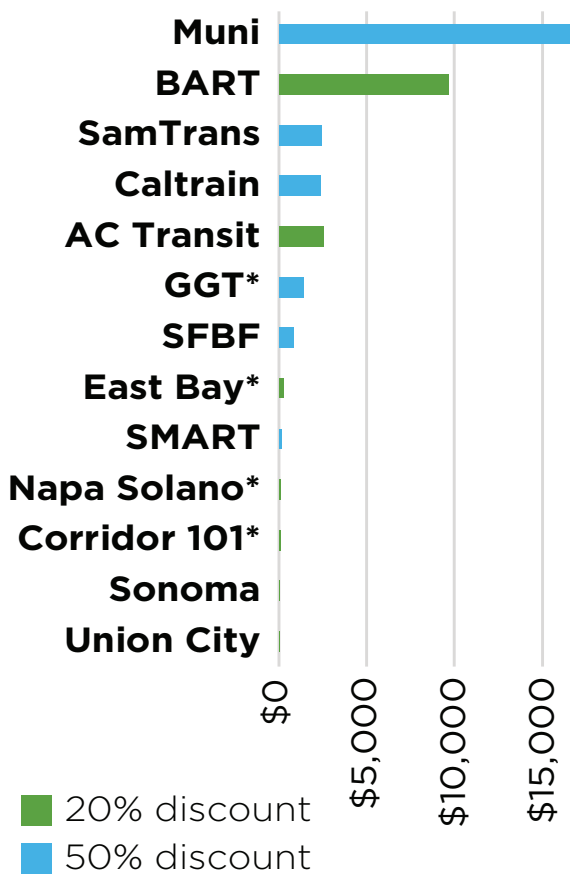 Muni
BART
SamTrans
Caltrain
AC Transit
GGT*
SFBF
East Bay*
SMART
Napa Solano*
Corridor 101*
Sonoma
Union City
$0
$5,000
$10,000
$15,000
20% discount
50% discount